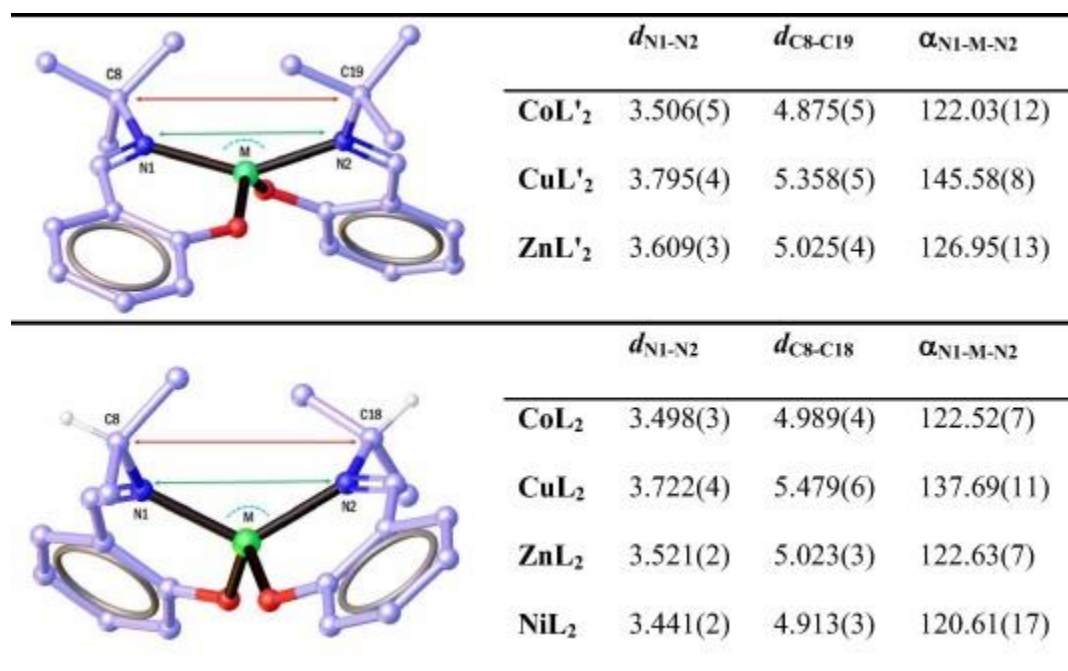 C8
C19
N1
M
N2
d_N1-N2 d_C8-C19 α_N1-M-N2
CoL'2 3.506(5) 4.875(5) 122.03(12)
CuL'2 3.795(4) 5.358(5) 145.58(8)
ZnL'2 3.609(3) 5.025(4) 126.95(13)
C8
C18
N1
M
N2
d_N1-N2 d_C8-C18 α_N1-M-N2
CoL2 3.498(3) 4.989(4) 122.52(7)
CuL2 3.722(4) 5.479(6) 137.69(11)
ZnL2 3.521(2) 5.023(3) 122.63(7)
NiL2 3.441(2) 4.913(3) 120.61(17)